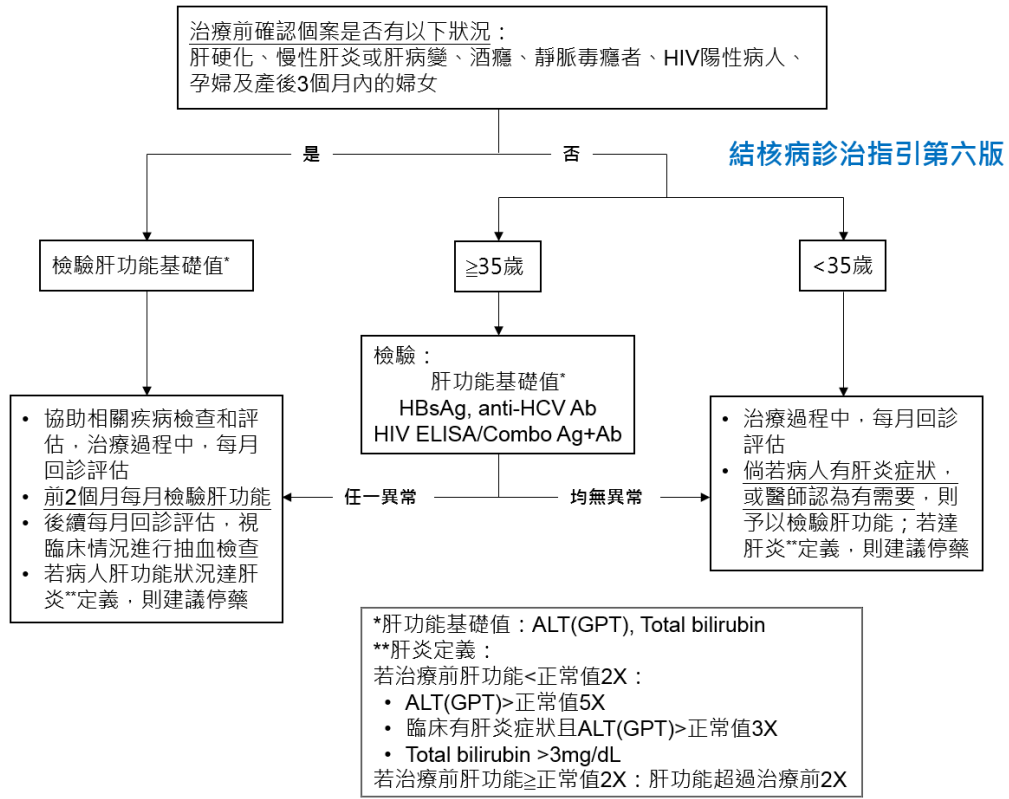 治療前確認個案是否有以下狀況：
肝硬化、慢性肝炎或肝病變、酒癮、靜脈毒癮者、HIV陽性病人、
孕婦及產後3個月內的婦女
是
否
結核病診治指引第六版
檢驗肝功能基礎值*
≧35歲
<35歲
檢驗：
肝功能基礎值*
HBsAg, anti-HCV Ab
HIV ELISA/Combo Ag+Ab
• 協助相關疾病檢查和評
估，治療過程中，每月
回診評估
• 前2個月每月檢驗肝功能
• 後續每月回診評估，視
臨床情況進行抽血檢查
• 若病人肝功能狀況達肝
炎**定義，則建議停藥
任一異常
均無異常
• 治療過程中，每月回診
評估
• 倘若病人有肝炎症狀，
或醫師認為有需要，則
予以檢驗肝功能；若達
肝炎**定義，則建議停藥
*肝功能基礎值：ALT(GPT), Total bilirubin
**肝炎定義：
若治療前肝功能<正常值2X：
• ALT(GPT)>正常值5X
• 臨床有肝炎症狀且ALT(GPT)>正常值3X
• Total bilirubin >3mg/dL
若治療前肝功能≧正常值2X：肝功能超過治療前2X